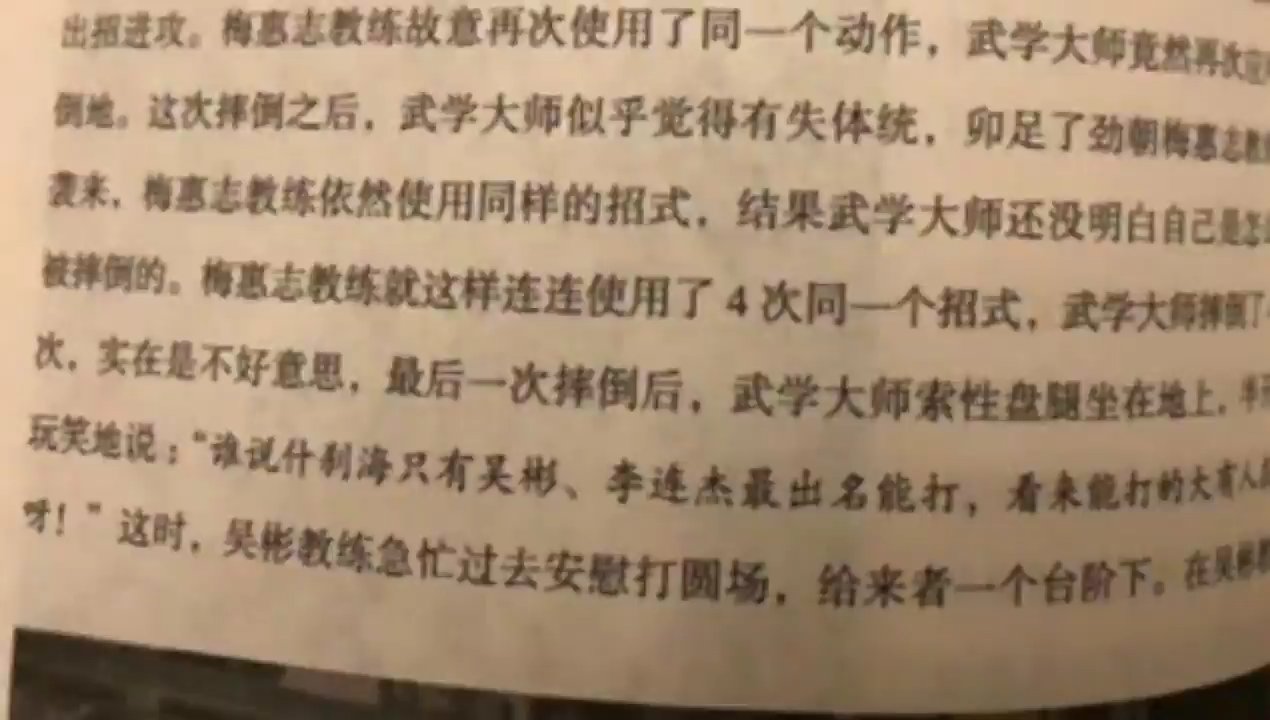 出招进攻。梅惠志教练故意再次使用了同一个动作，武学大师竟然再次应
倒地。这次摔倒之后，武学大师似乎觉得有失体统，卯足了劲朝梅惠志教
袭来，梅惠志教练依然使用同样的招式，结果武学大师还没明白自己是怎
被摔倒的。梅惠志教练就这样连连使用了 4 次同一个招式，武学大师摔倒了
次，实在是不好意思，最后一次摔倒后，武学大师索性盘腿坐在地上，半
玩笑地说：“谁说什刹海只有吴彬、李连杰最出名能打，看来能打的大有人
呀！”这时，吴彬教练急忙过去安慰打圆场，给来者一个台阶下。在吴彬